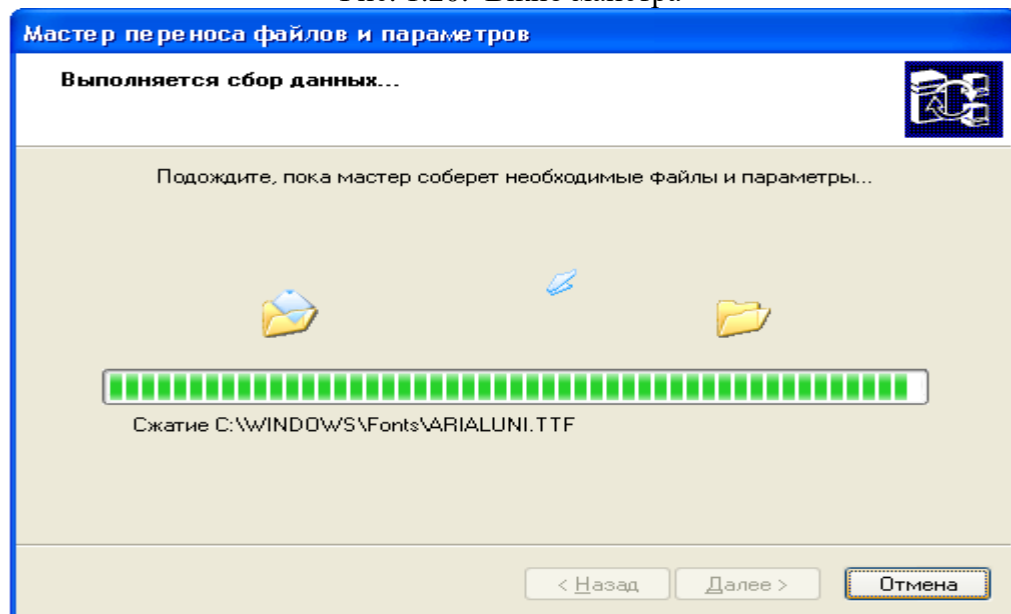 Мастер переноса файлов и параметров
Выполняется сбор данных...
Подождите, пока мастер соберет необходимые файлы и параметры...
Сжатие C:\WINDOWS\Fonts\ARIALUNI.TTF
< Назад Далее > Отмена